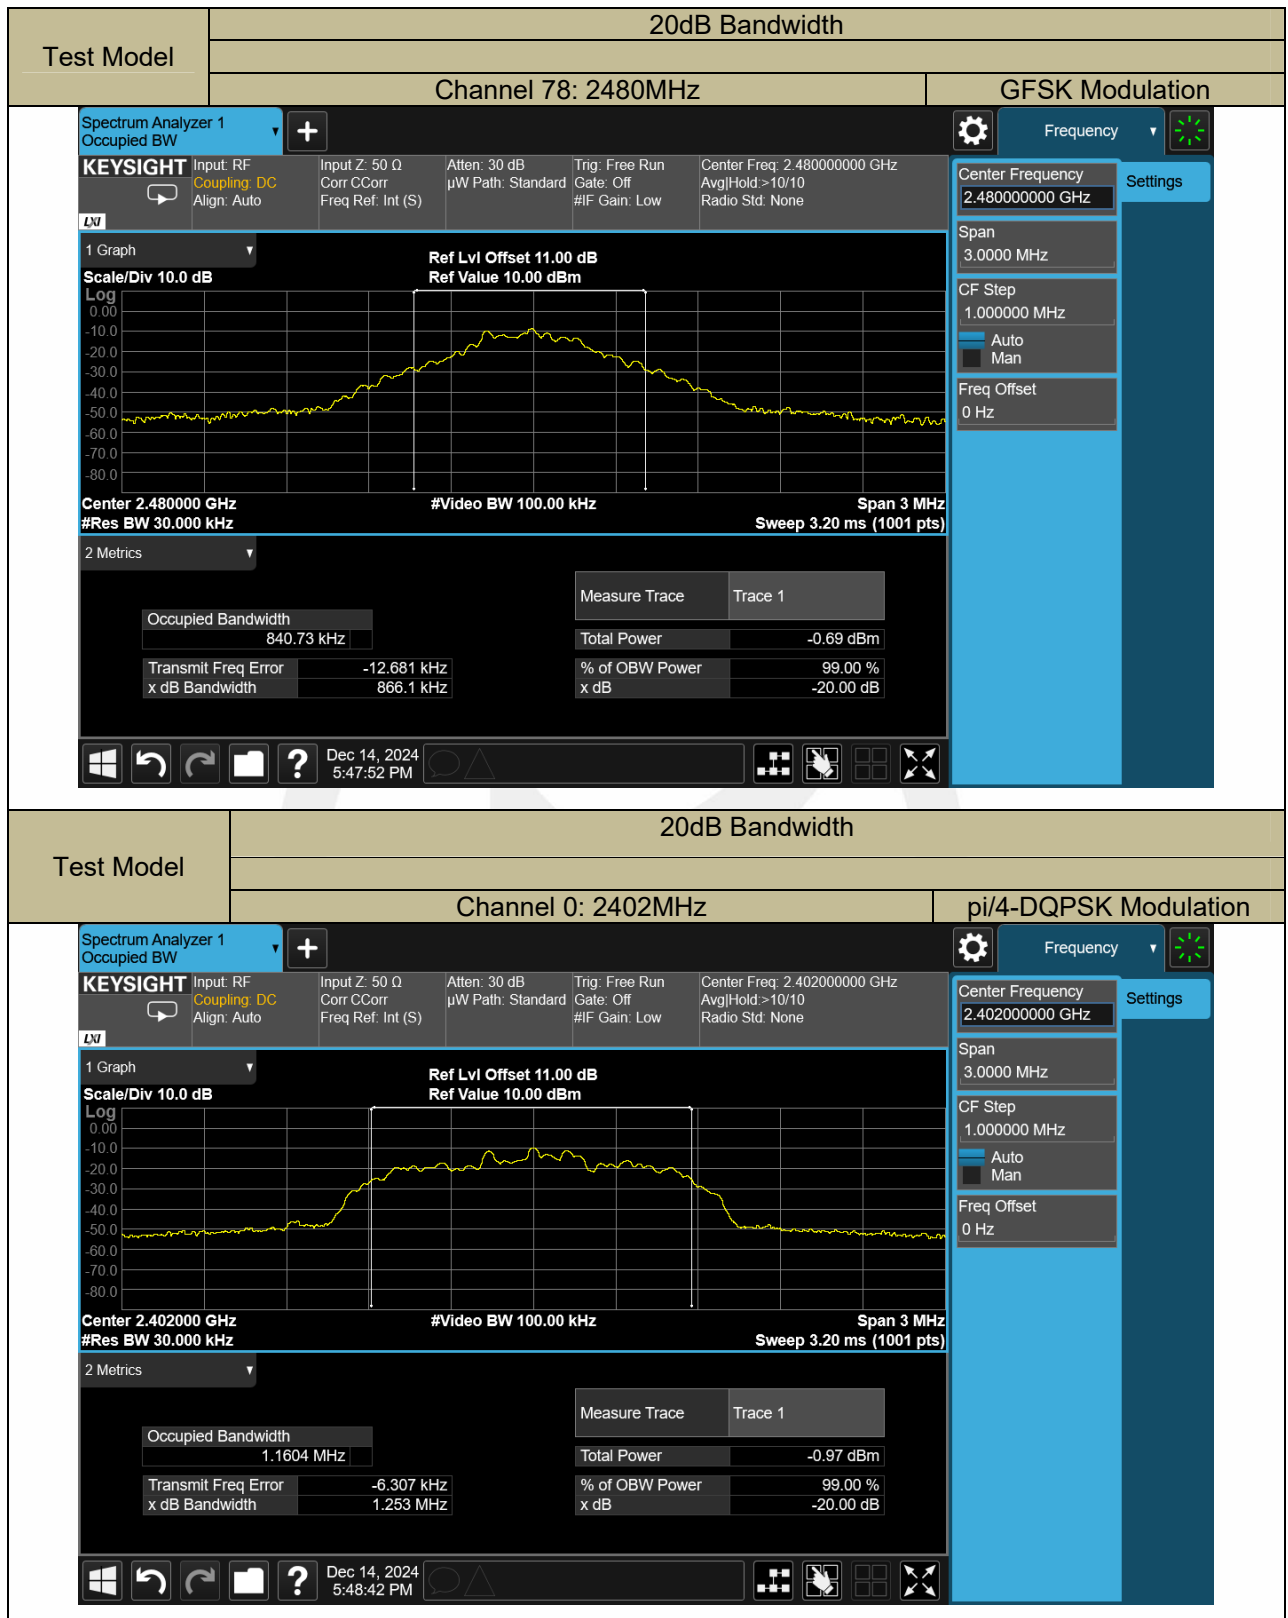 Test Model
20dB Bandwidth
Channel 78: 2480MHz
GFSK Modulation
Spectrum Analyzer 1
Occupied BW
Frequency
KEYSIGHT
LXI
Input: RF
Coupling: DC
Align: Auto
Input Z: 50 Ω
Corr CCorr
Freq Ref: Int (S)
Atten: 30 dB
µW Path: Standard
Trig: Free Run
Gate: Off
#IF Gain: Low
Center Freq: 2.480000000 GHz
Avg|Hold:>10/10
Radio Std: None
Center Frequency
2.480000000 GHz
Settings
Span
3.0000 MHz
CF Step
1.000000 MHz
Auto
Man
Freq Offset
0 Hz
1 Graph
Scale/Div 10.0 dB
Ref Lvl Offset 11.00 dB
Ref Value 10.00 dBm
Log
0.00
-10.0
-20.0
-30.0
-40.0
-50.0
-60.0
-70.0
-80.0
Center 2.480000 GHz
#Video BW 100.00 kHz
Span 3 MHz
#Res BW 30.000 kHz
Sweep 3.20 ms (1001 pts)
2 Metrics
Measure Trace
Trace 1
Occupied Bandwidth
840.73 kHz
Total Power
-0.69 dBm
Transmit Freq Error
-12.681 kHz
% of OBW Power
99.00 %
x dB Bandwidth
866.1 kHz
x dB
-20.00 dB
?
Dec 14, 2024
5:47:52 PM
Test Model
20dB Bandwidth
Channel 0: 2402MHz
pi/4-DQPSK Modulation
Spectrum Analyzer 1
Occupied BW
Frequency
KEYSIGHT
LXI
Input: RF
Coupling: DC
Align: Auto
Input Z: 50 Ω
Corr CCorr
Freq Ref: Int (S)
Atten: 30 dB
µW Path: Standard
Trig: Free Run
Gate: Off
#IF Gain: Low
Center Freq: 2.402000000 GHz
Avg|Hold:>10/10
Radio Std: None
Center Frequency
2.402000000 GHz
Settings
Span
3.0000 MHz
CF Step
1.000000 MHz
Auto
Man
Freq Offset
0 Hz
1 Graph
Scale/Div 10.0 dB
Ref Lvl Offset 11.00 dB
Ref Value 10.00 dBm
Log
0.00
-10.0
-20.0
-30.0
-40.0
-50.0
-60.0
-70.0
-80.0
Center 2.402000 GHz
#Video BW 100.00 kHz
Span 3 MHz
#Res BW 30.000 kHz
Sweep 3.20 ms (1001 pts)
2 Metrics
Measure Trace
Trace 1
Occupied Bandwidth
1.1604 MHz
Total Power
-0.97 dBm
Transmit Freq Error
-6.307 kHz
% of OBW Power
99.00 %
x dB Bandwidth
1.253 MHz
x dB
-20.00 dB
?
Dec 14, 2024
5:48:42 PM